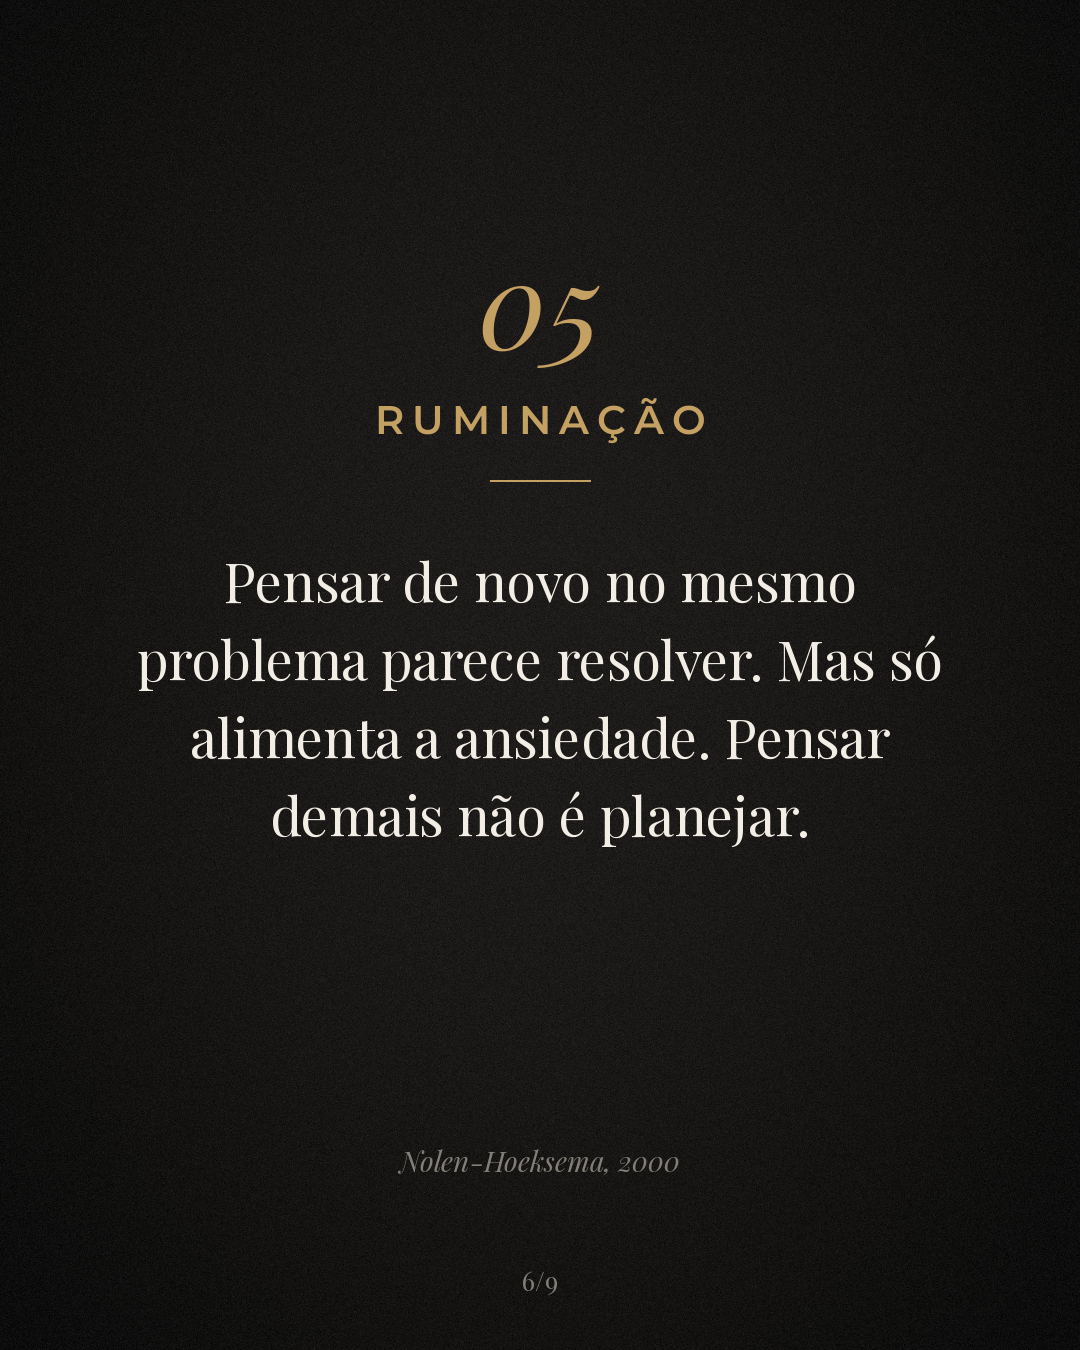 05
RUMINAÇÃO
Pensar de novo no mesmo
problema parece resolver. Mas só
alimenta a ansiedade. Pensar
demais não é planejar.
Nolen-Hoeksema, 2000
6/9